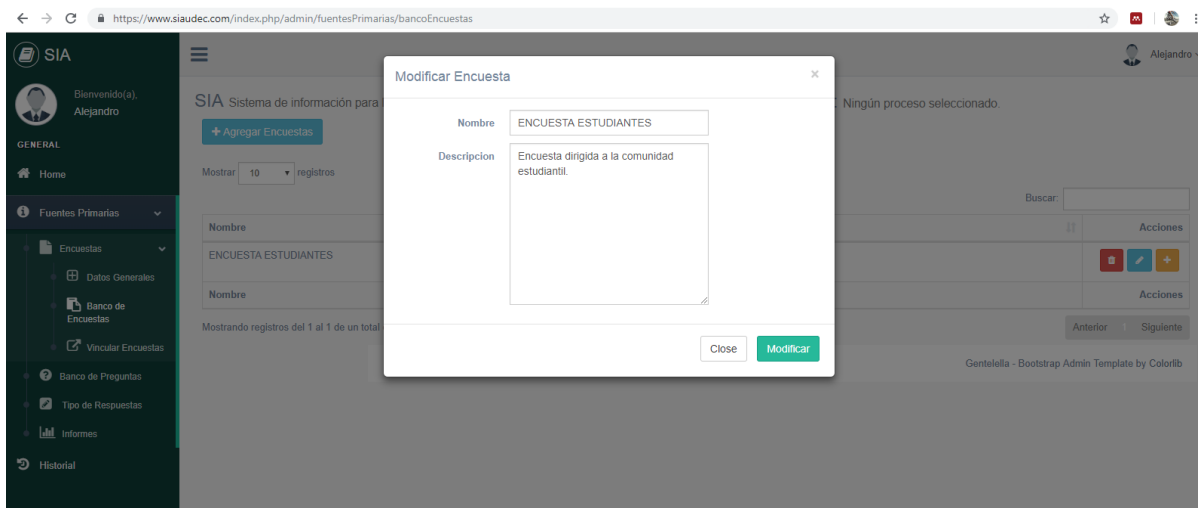 https://www.siaudec.com/index.php/admin/fuentesPrimarias/bancoEncuestas
SIA
Alejandro
Bienvenido(a),
Alejandro
GENERAL
Home
Fuentes Primarias
Encuestas
Datos Generales
Banco de
Encuestas
Vincular Encuestas
Banco de Preguntas
Tipo de Respuestas
Informes
Historial
SIA Sistema de información para
Ningún proceso seleccionado.
Agregar Encuestas
Mostrar 10 registros
Buscar:
Nombre Acciones
ENCUESTA ESTUDIANTES
Nombre Acciones
Mostrando registros del 1 al 1 de un total
Anterior 1 Siguiente
Gentelella - Bootstrap Admin Template by Colorlib
Modificar Encuesta ×
Nombre ENCUESTA ESTUDIANTES
Descripcion Encuesta dirigida a la comunidad
estudiantil.
Close Modificar